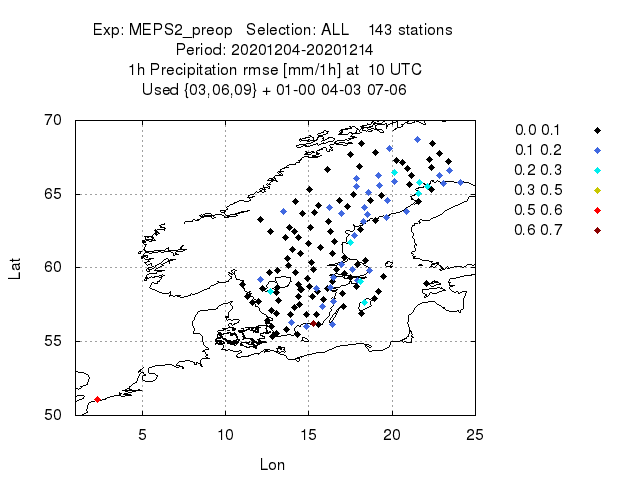 Exp: MEPS2_preop Selection: ALL 143 stations
Period: 20201204-20201214
1h Precipitation rmse [mm/1h] at 10 UTC
Used {03,06,09} + 01-00 04-03 07-06
70
65
60
55
50
Lat
5 10 15 20 25
Lon
0.0 0.1
0.1 0.2
0.2 0.3
0.3 0.5
0.5 0.6
0.6 0.7